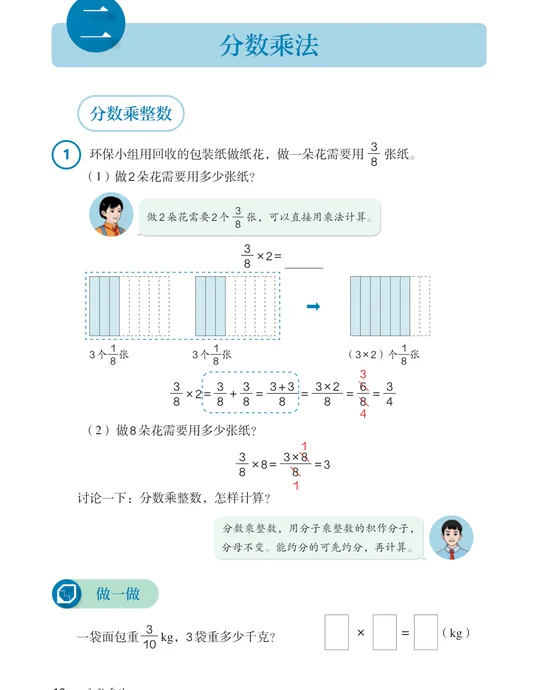 二
分数乘法
分数乘整数
1 环保小组用回收的包装纸做纸花，做一朵花需要用 3/8 张纸。
（1）做2朵花需要用多少张纸？
做2朵花需要2个 3/8 张，可以直接用乘法计算。
3/8 ×2= ____
3个 1/8 张 3个 1/8 张 （3×2）个 1/8 张
3/8 ×2= 3/8 + 3/8 = 3+3/8 = 3×2/8 = 6/8 = 3/4
3
4
（2）做8朵花需要用多少张纸？
3/8 ×8= 3×8/8 =3
1
1
讨论一下：分数乘整数，怎样计算？
分数乘整数，用分子乘整数的积作分子，
分母不变。能约分的可先约分，再计算。
做一做
一袋面包重 3/10 kg，3袋重多少千克？ □ × □ = □（kg）